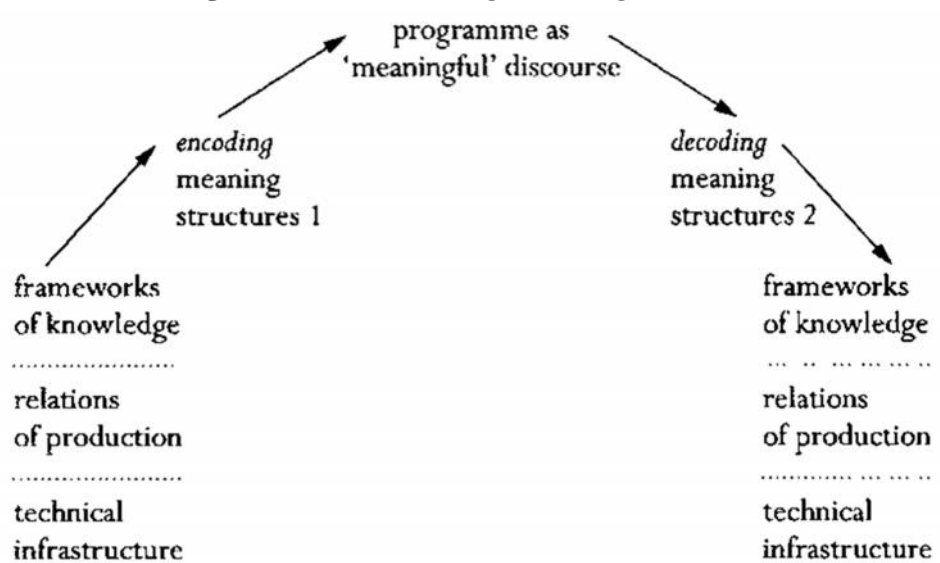 programme as
'meaningful' discourse
encoding
meaning
structures 1
decoding
meaning
structures 2
frameworks
of knowledge
relations
of production
technical
infrastructure
frameworks
of knowledge
relations
of production
technical
infrastructure